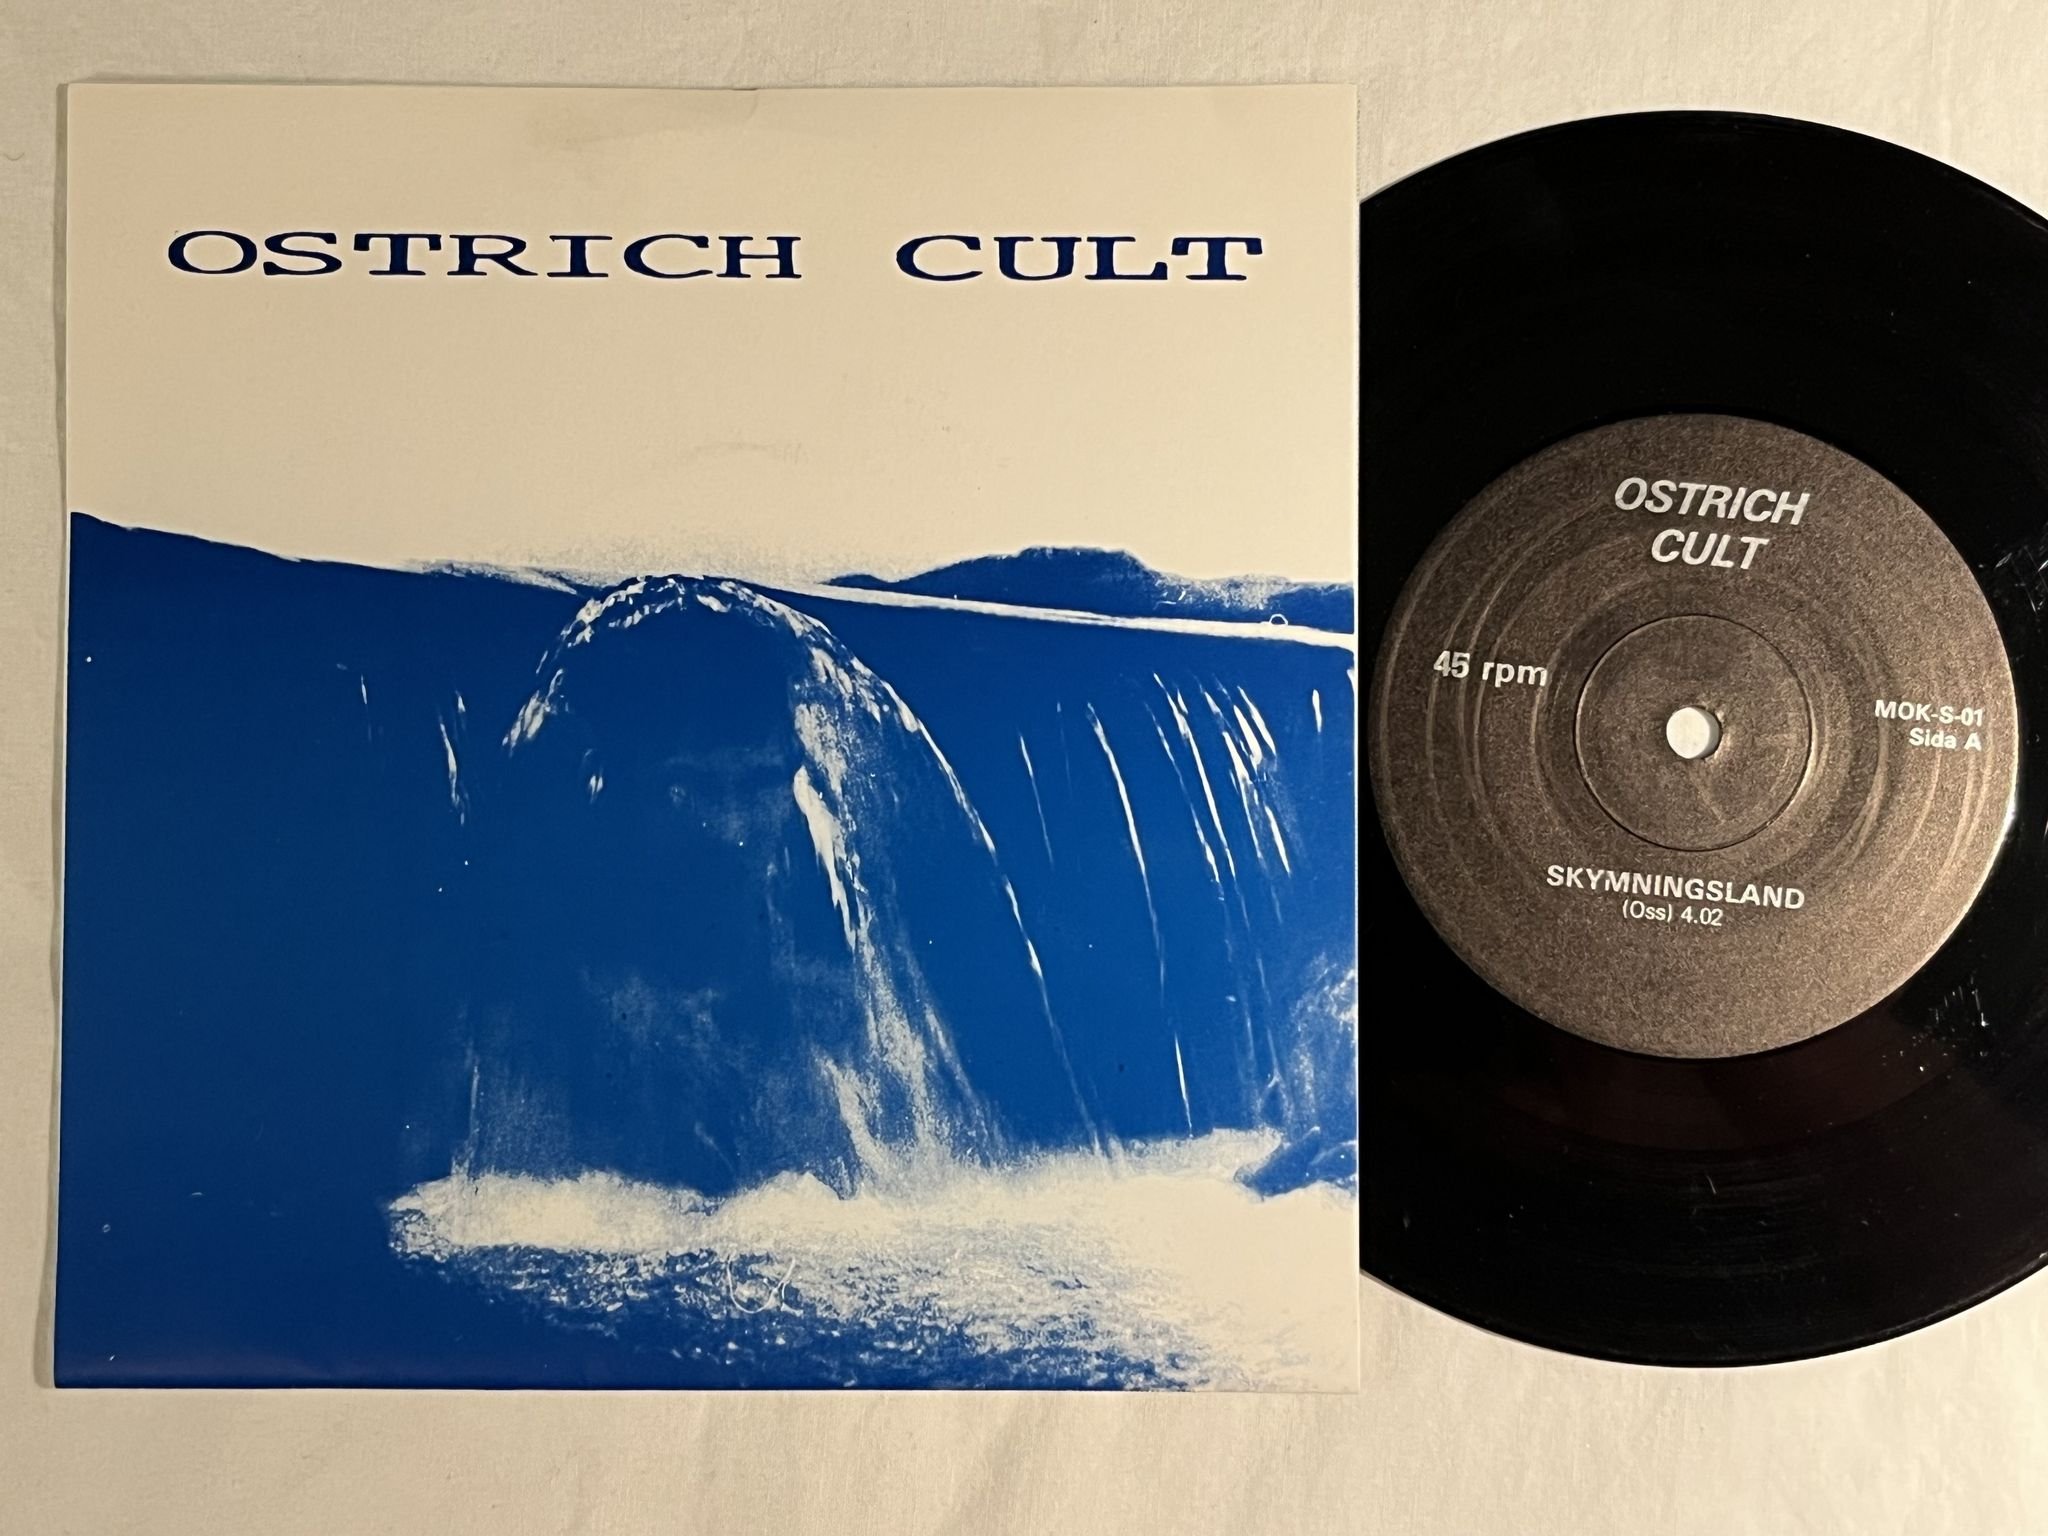 OSTRICH CULT
OSTRICH
CULT
45 rpm
MOK-S-01
Sida A
SKYMNINGSLAND
(Oss) 4.02